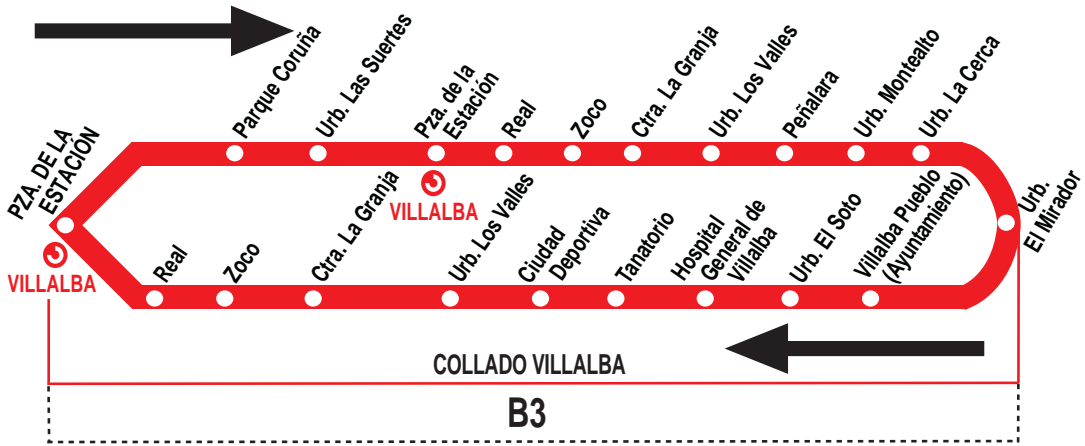 Parque Coruña
Urb. Las Suertes
Pza. de la
Estación
Real
Zoco
Ctra. La Granja
Urb. Los Valles
Peñalara
Urb. Montealto
Urb. La Cerca
PZA. DE LA
ESTACIÓN
VILLALBA
VILLALBA
Urb.
El Mirador
Real
Zoco
Ctra. La Granja
Urb. Los Valles
Ciudad
Deportiva
Tanatorio
Hospital
General de
Villalba
Urb. El Soto
Villalba Pueblo
(Ayuntamiento)
COLLADO VILLALBA
B3